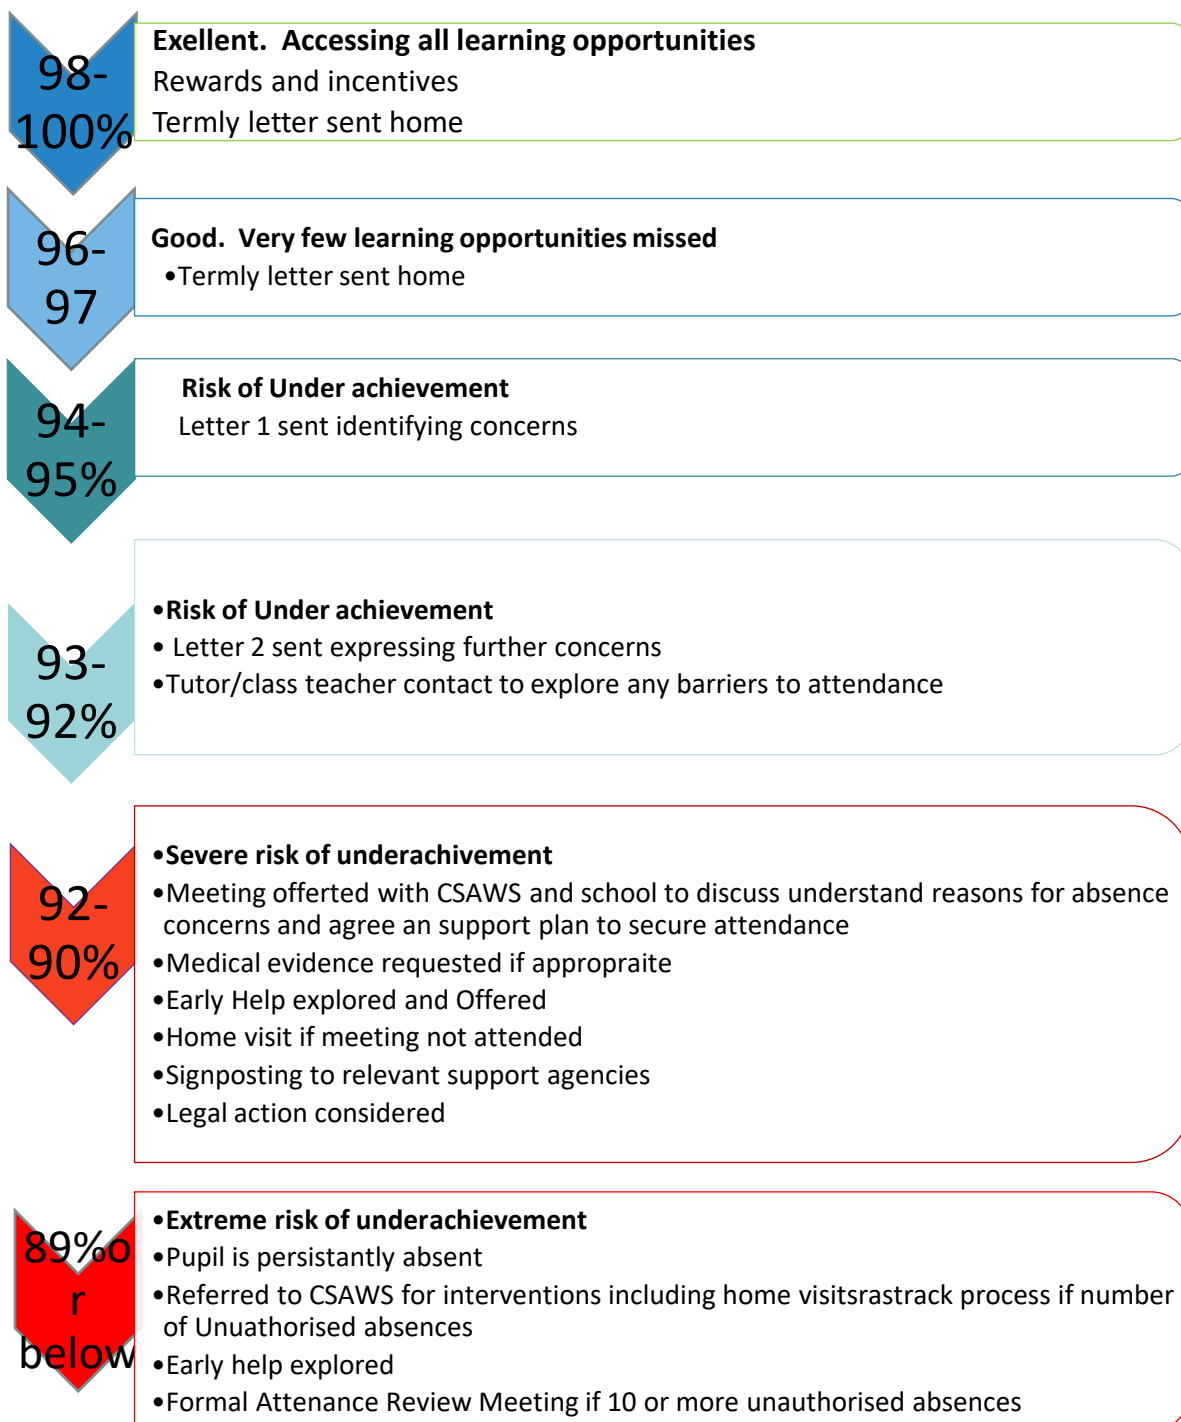 98-
100%
Exellent.  Accessing all learning opportunities
Rewards and incentives
Termly letter sent home
96-
97
Good.  Very few learning opportunities missed
•Termly letter sent home
94-
95%
Risk of Under achievement
Letter 1 sent identifying concerns
93-
92%
•Risk of Under achievement
• Letter 2 sent expressing further concerns
•Tutor/class teacher contact to explore any barriers to attendance
92-
90%
•Severe risk of underachivement
•Meeting offerted with CSAWS and school to discuss understand reasons for absence
concerns and agree an support plan to secure attendance
•Medical evidence requested if appropraite
•Early Help explored and Offered
•Home visit if meeting not attended
•Signposting to relevant support agencies
•Legal action considered
89%o
r
below
•Extreme risk of underachievement
•Pupil is persistantly absent
•Referred to CSAWS for interventions including home visitsrastrack process if number
of Unuathorised absences
•Early help explored
•Formal Attenance Review Meeting if 10 or more unauthorised absences